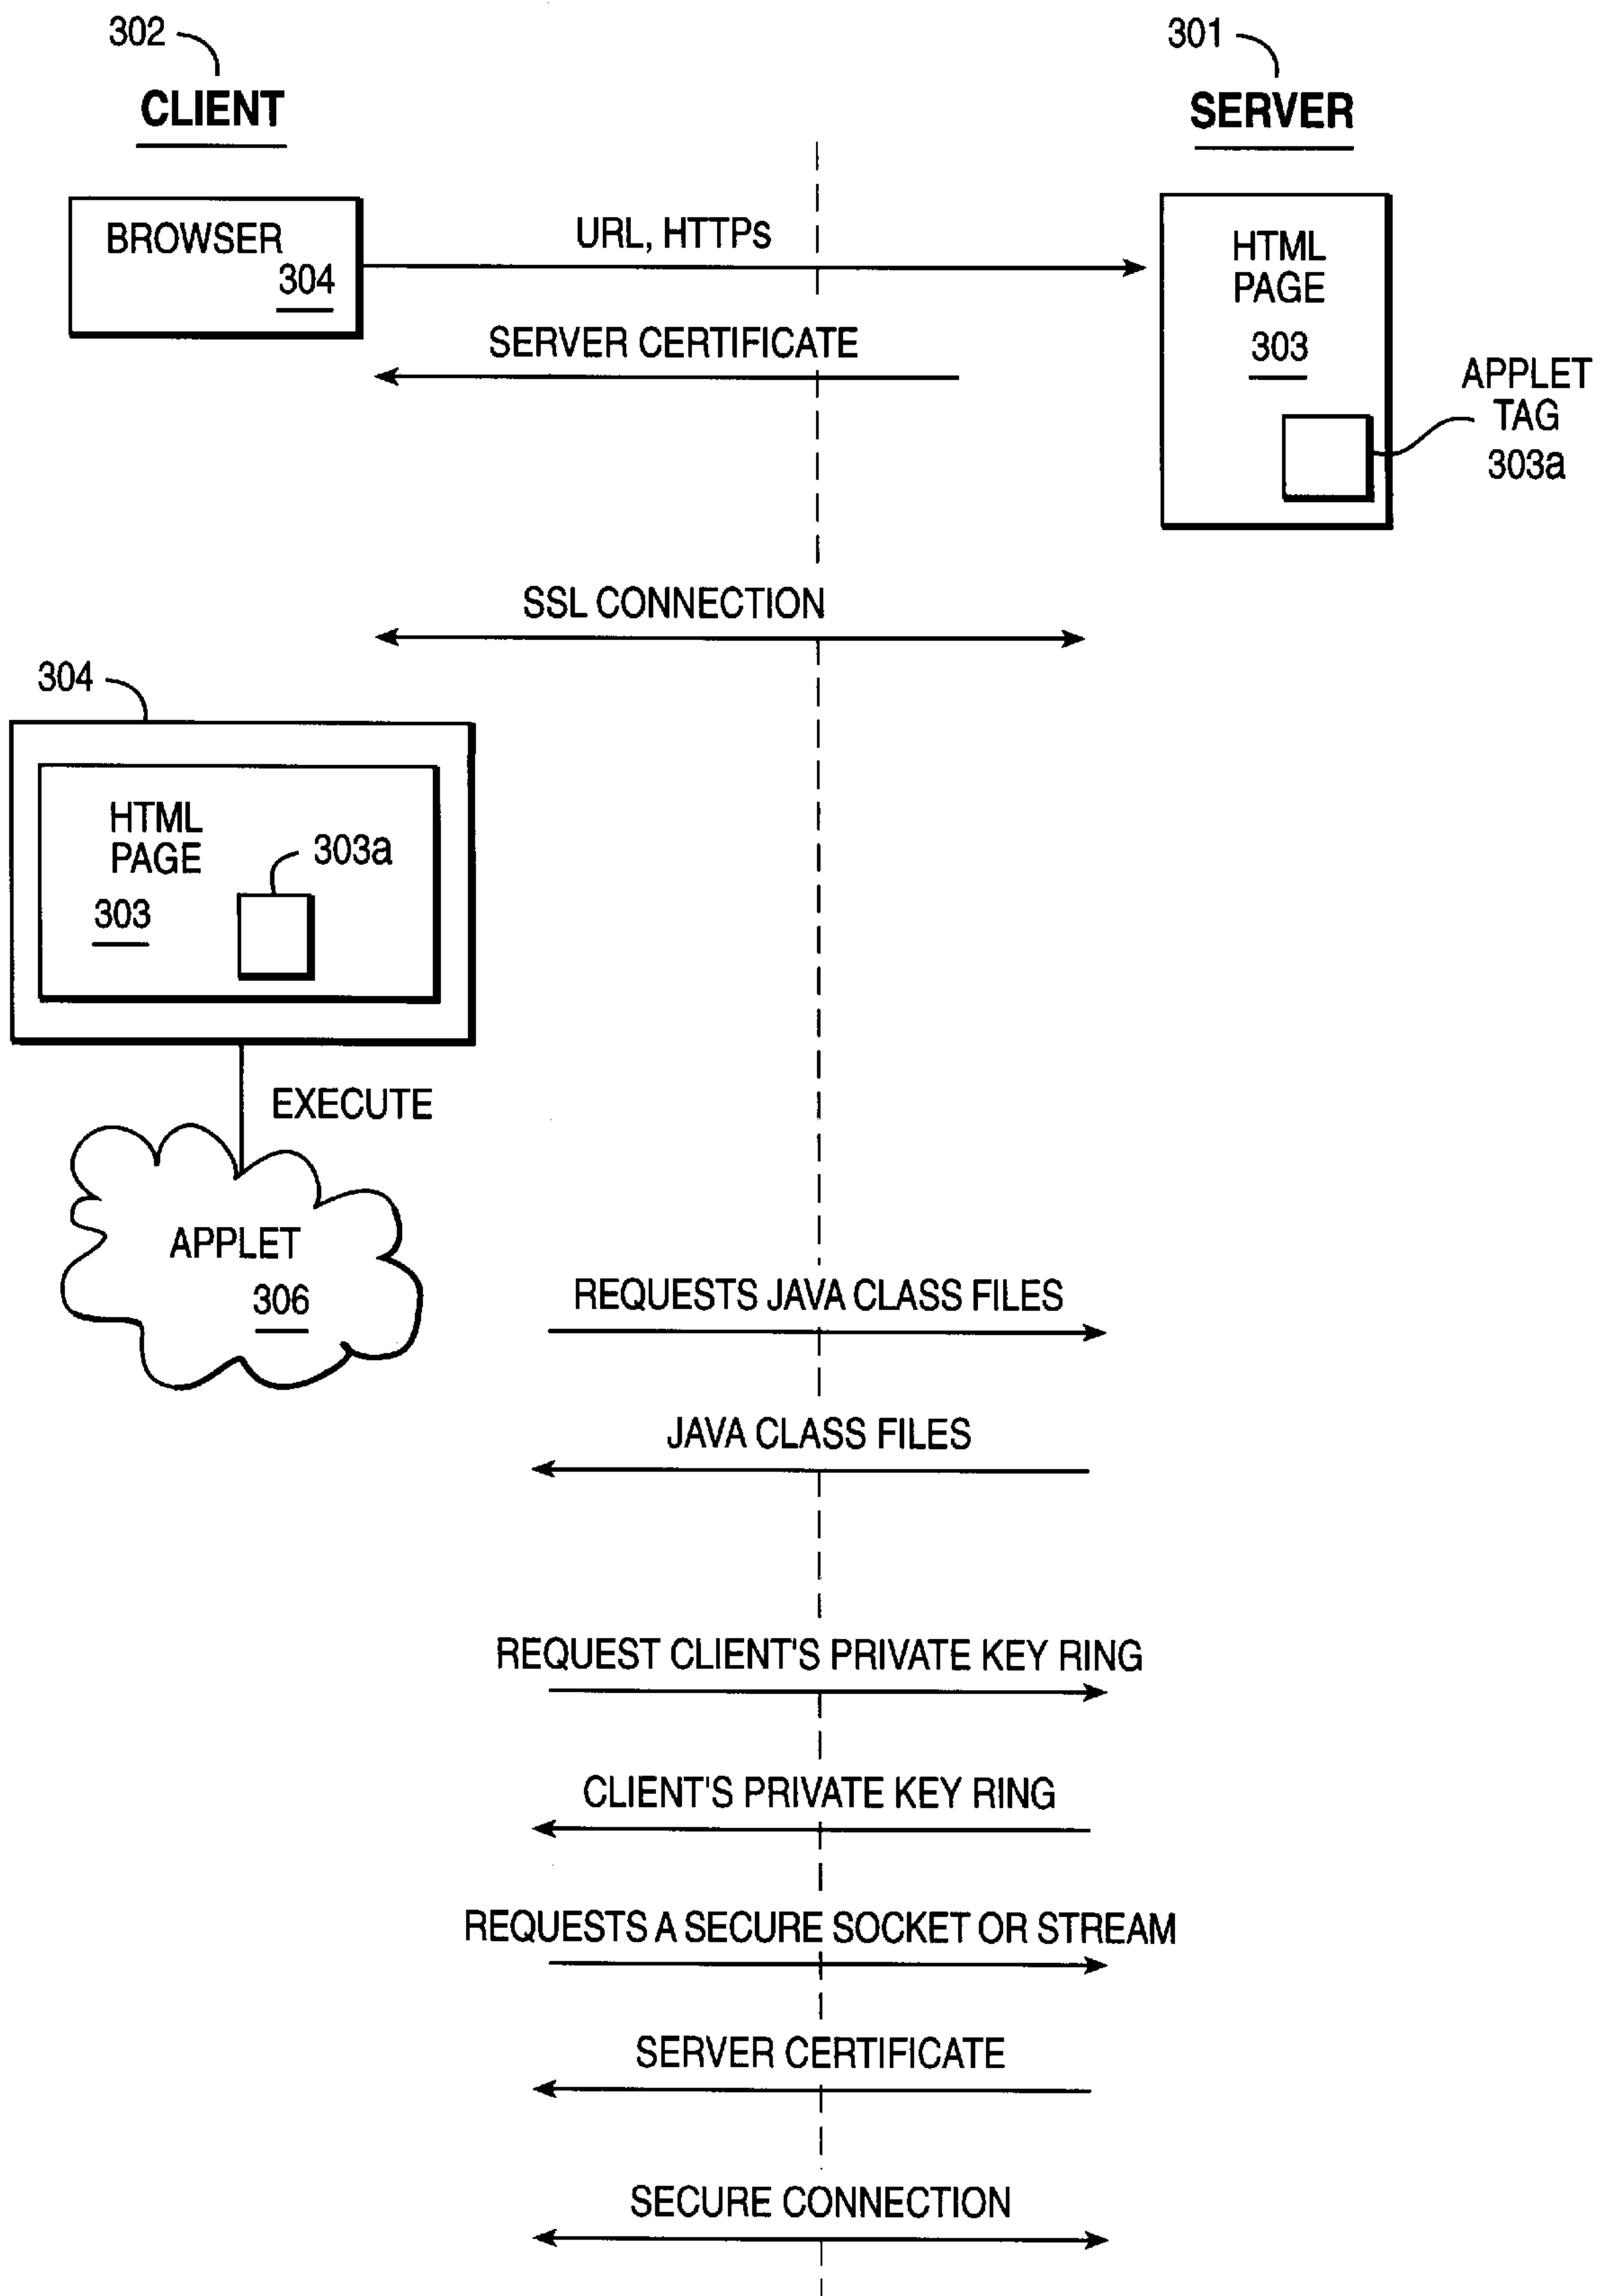 302
CLIENT
301
SERVER
BROWSER
304
URL, HTTPs
SERVER CERTIFICATE
HTML
PAGE
303
APPLET
TAG
303a
SSL CONNECTION
304
HTML
PAGE
303
303a
EXECUTE
APPLET
306
REQUESTS JAVA CLASS FILES
JAVA CLASS FILES
REQUEST CLIENT'S PRIVATE KEY RING
CLIENT'S PRIVATE KEY RING
REQUESTS A SECURE SOCKET OR STREAM
SERVER CERTIFICATE
SECURE CONNECTION